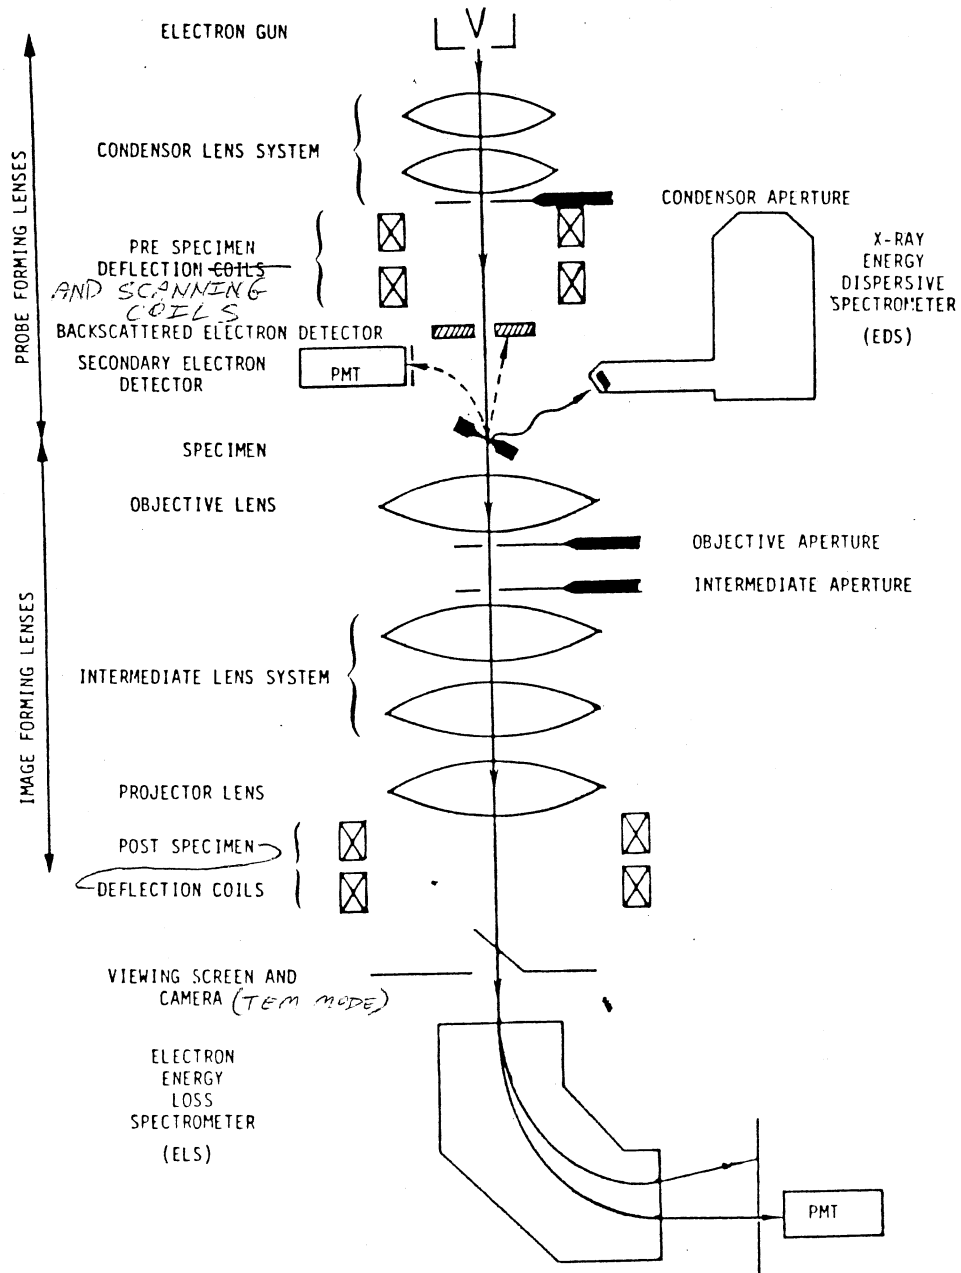 ELECTRON GUN
CONDENSOR LENS SYSTEM
CONDENSOR APERTURE
PRE SPECIMEN
DEFLECTION COILS
AND SCANNING
COILS
X-RAY
ENERGY
DISPERSIVE
SPECTROMETER
(EDS)
BACKSCATTERED ELECTRON DETECTOR
SECONDARY ELECTRON
DETECTOR
PMT
SPECIMEN
PROBE FORMING LENSES
OBJECTIVE LENS
OBJECTIVE APERTURE
INTERMEDIATE APERTURE
INTERMEDIATE LENS SYSTEM
IMAGE FORMING LENSES
PROJECTOR LENS
POST SPECIMEN
DEFLECTION COILS
VIEWING SCREEN AND
CAMERA (TEM MODE)
ELECTRON
ENERGY
LOSS
SPECTROMETER
(ELS)
PMT